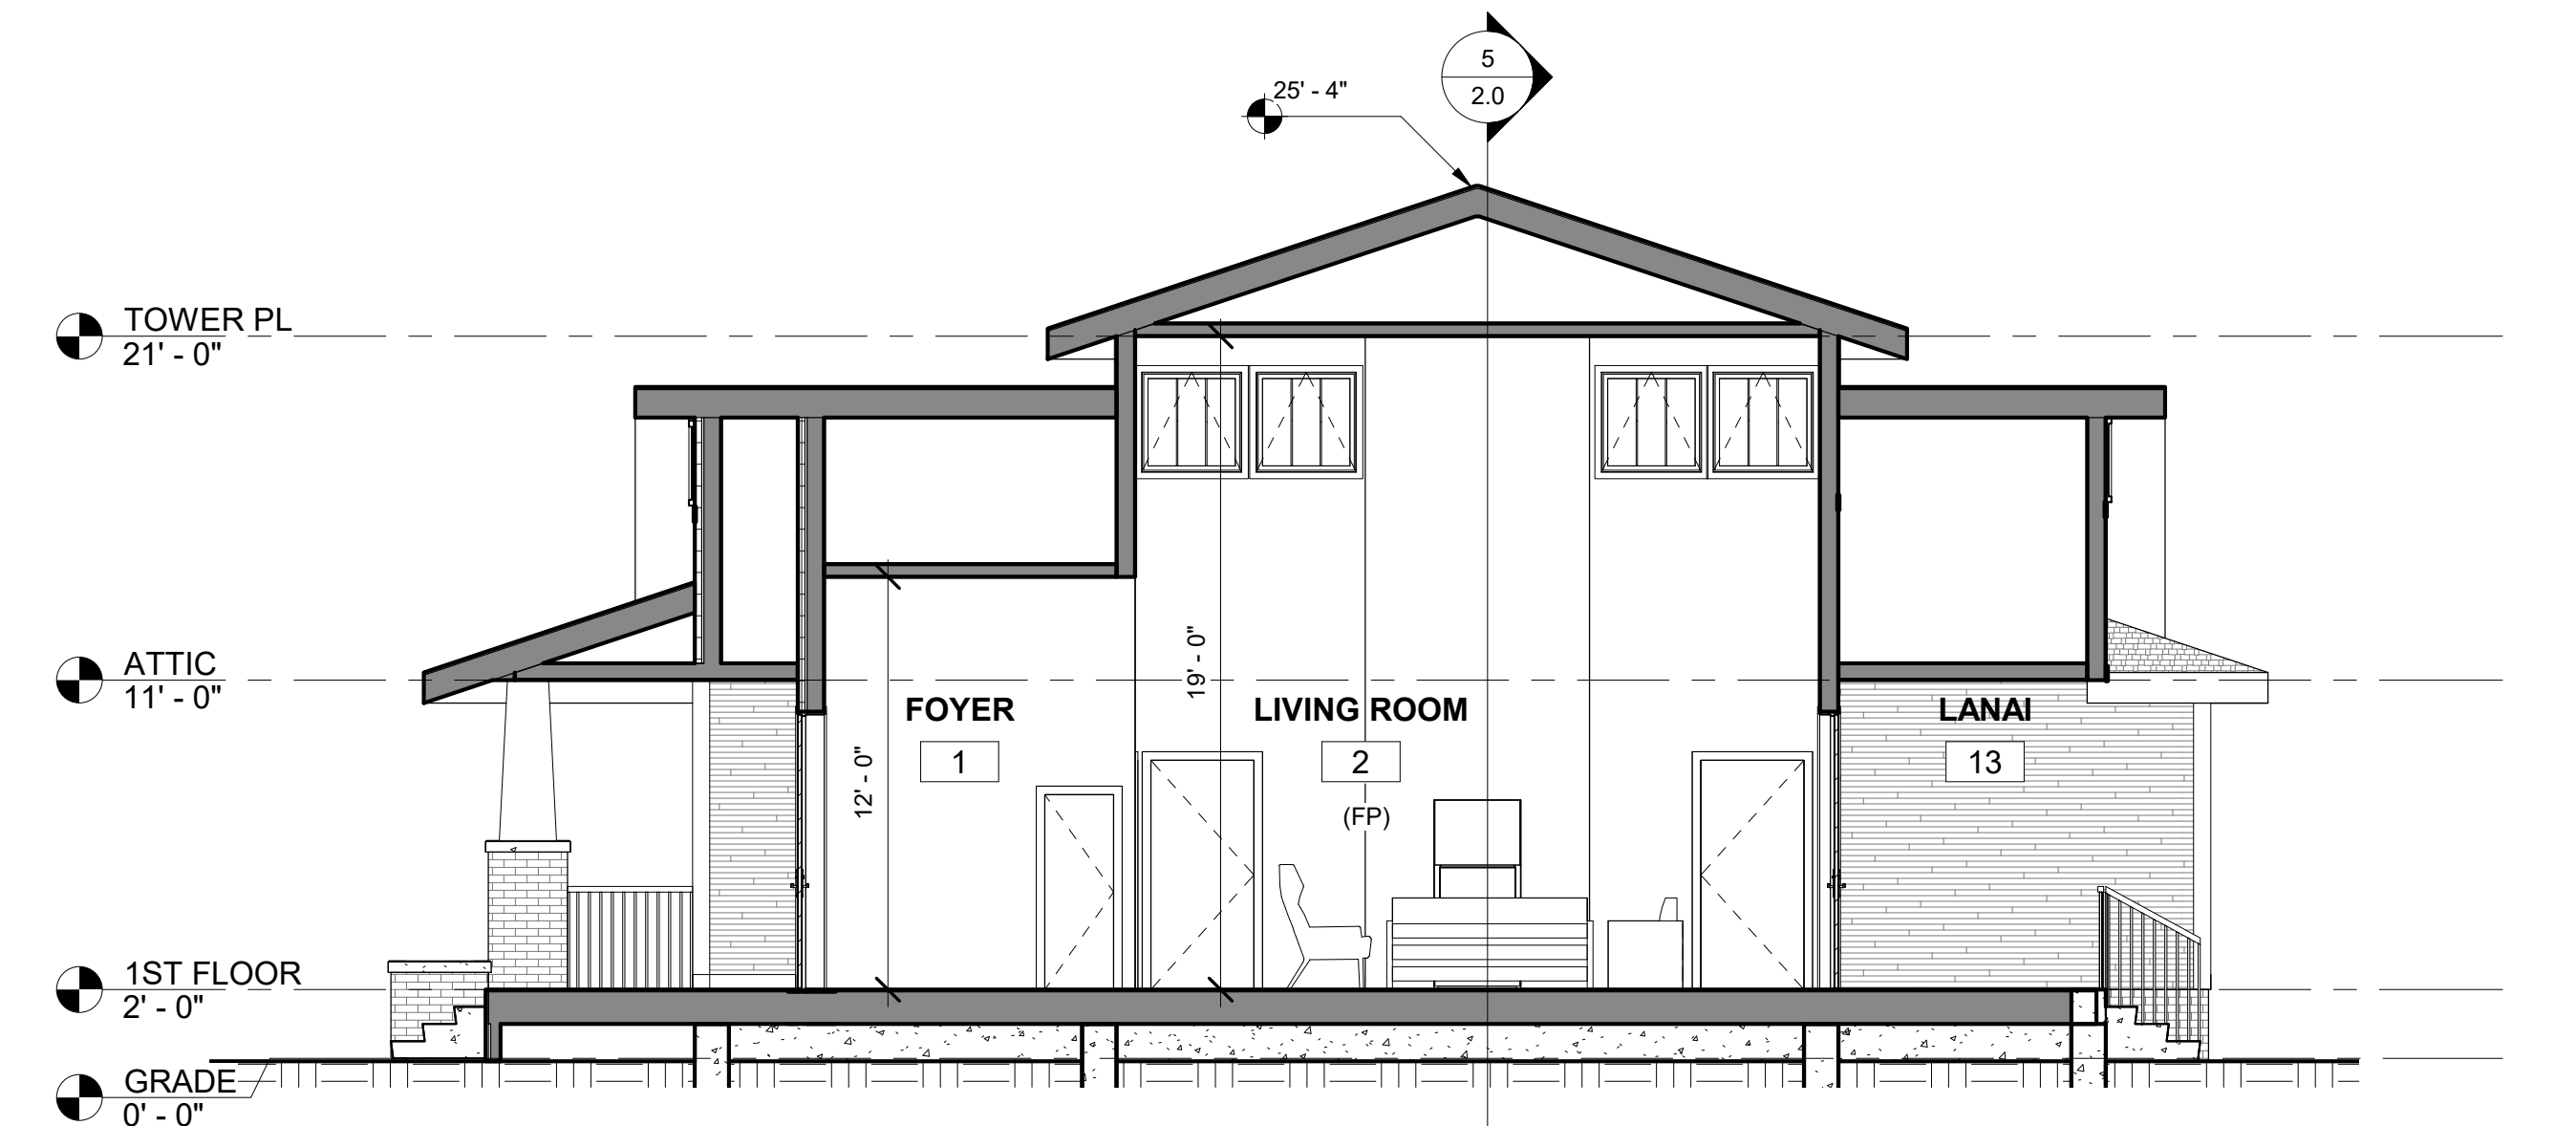 5
2.0
25' - 4"
TOWER PL
21' - 0"
ATTIC
11' - 0"
19' - 0"
FOYER
1
12' - 0"
LIVING ROOM
2
(FP)
LANAI
13
1ST FLOOR
2' - 0"
GRADE
0' - 0"